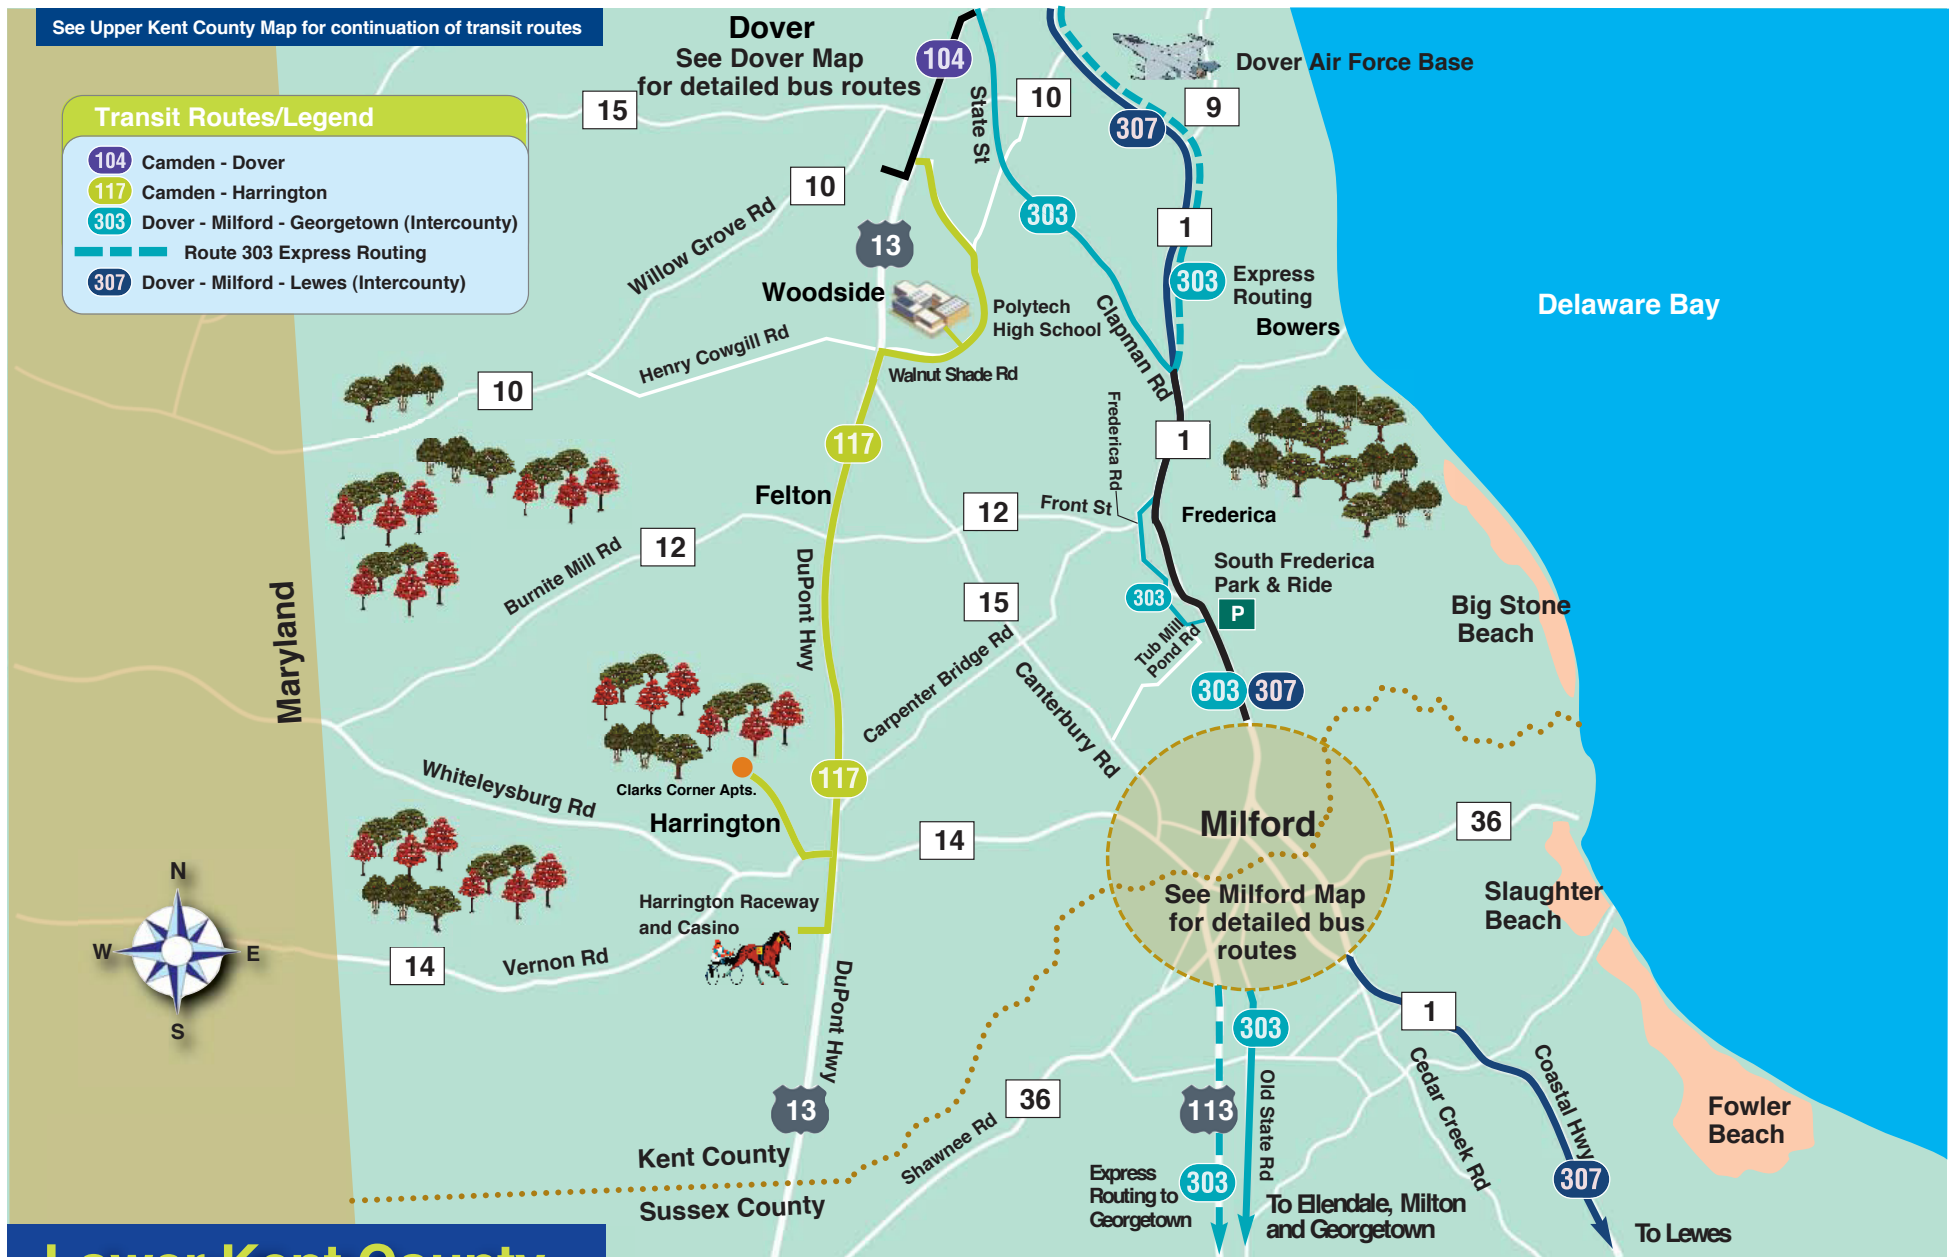 See Upper Kent County Map for continuation of transit routes
Dover
See Dover Map
for detailed bus routes
104
Dover Air Force Base
Transit Routes/Legend
104 Camden - Dover
117 Camden - Harrington
303 Dover - Milford - Georgetown (Intercounty)
Route 303 Express Routing
307 Dover - Milford - Lewes (Intercounty)
15
10
9
State St
307
10
Willow Grove Rd
13
303
1
Woodside
303
Express
Routing
Polytech
High School
Clapman Rd
Bowers
Delaware Bay
Henry Cowgill Rd
Walnut Shade Rd
10
Frederica Rd
117
1
Felton
12
Front St
Frederica
12
Burnite Mill Rd
DuPont Hwy
South Frederica
Park & Ride
P
15
303
Big Stone
Beach
Maryland
Tub Mill
Pond Rd
Carpenter Bridge Rd
Canterbury Rd
303
307
Whiteleysburg Rd
Clarks Corner Apts.
117
Harrington
14
Milford
36
See Milford Map
for detailed bus
routes
Slaughter
Beach
Harrington Raceway
and Casino
N
W
E
S
14
Vernon Rd
DuPont Hwy
1
303
Cedar Creek Rd
Coastal Hwy
Old State Rd
36
13
113
Fowler
Beach
Shawnee Rd
Kent County
Sussex County
Express
Routing to
Georgetown
303
307
To Ellendale, Milton
and Georgetown
To Lewes
Lower Kent County